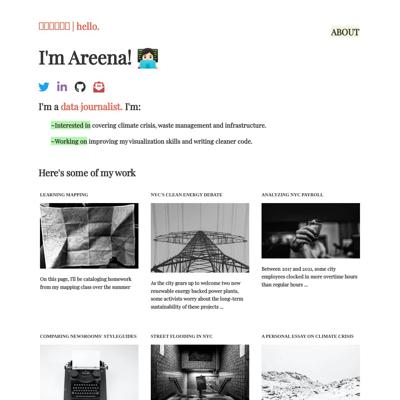 | hello.
ABOUT
I'm Areena!
I'm a data journalist. I'm:
~Interested in covering climate crisis, waste management and infrastructure.
~Working on improving my visualization skills and writing cleaner code.
Here's some of my work
LEARNING MAPPING
On this page, I'll be cataloging homework
from my mapping class over the summer
NYC'S CLEAN ENERGY DEBATE
As the city gears up to welcome two new
renewable energy backed power plants,
some activists worry about the long-term
sustainability of these projects ...
ANALYZING NYC PAYROLL
Between 2017 and 2021, some city
employees clocked in more overtime hours
than regular hours ...
COMPARING NEWSROOMS' STYLEGUIDES
STREET FLOODING IN NYC
A PERSONAL ESSAY ON CLIMATE CRISIS